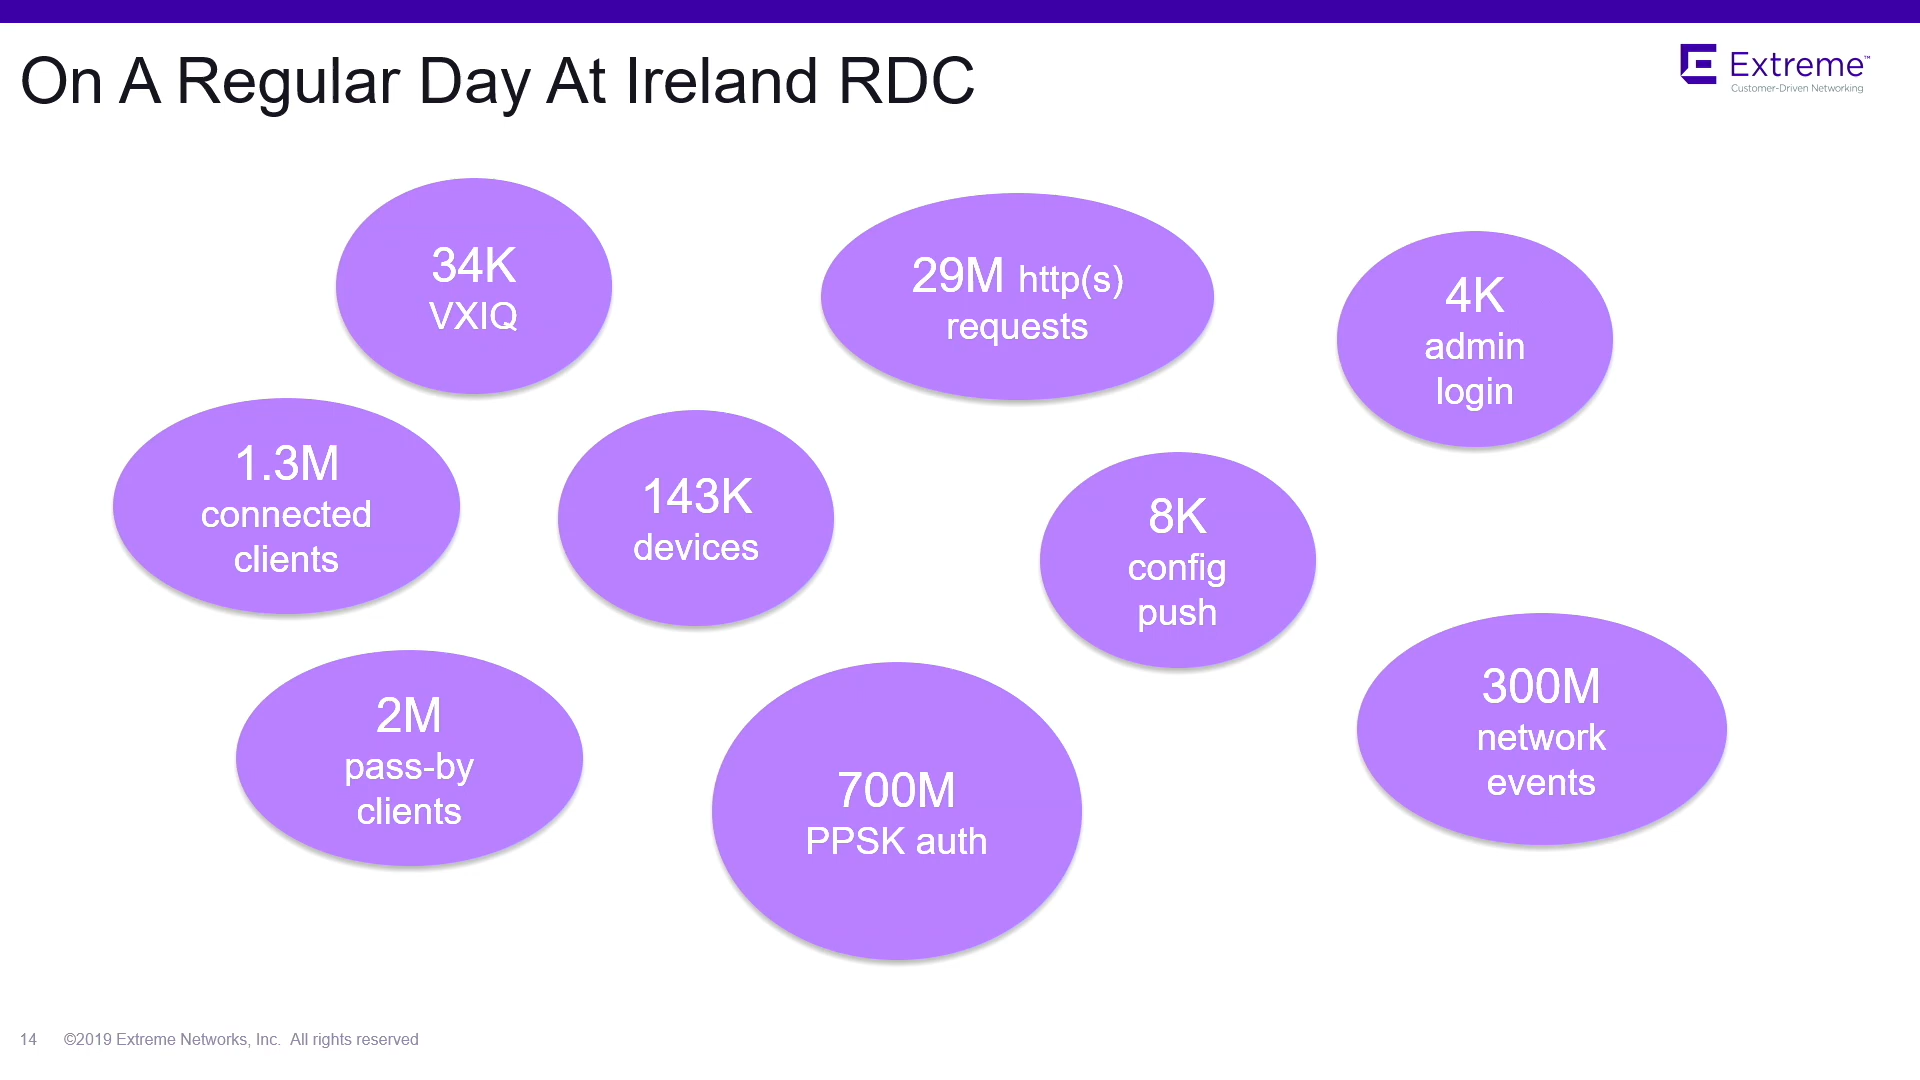 On A Regular Day At Ireland RDC
Extreme™
Customer-Driven Networking
34K
VXIQ
29M http(s)
requests
4K
admin
login
1.3M
connected
clients
143K
devices
8K
config
push
2M
pass-by
clients
700M
PPSK auth
300M
network
events
14 ©2019 Extreme Networks, Inc. All rights reserved